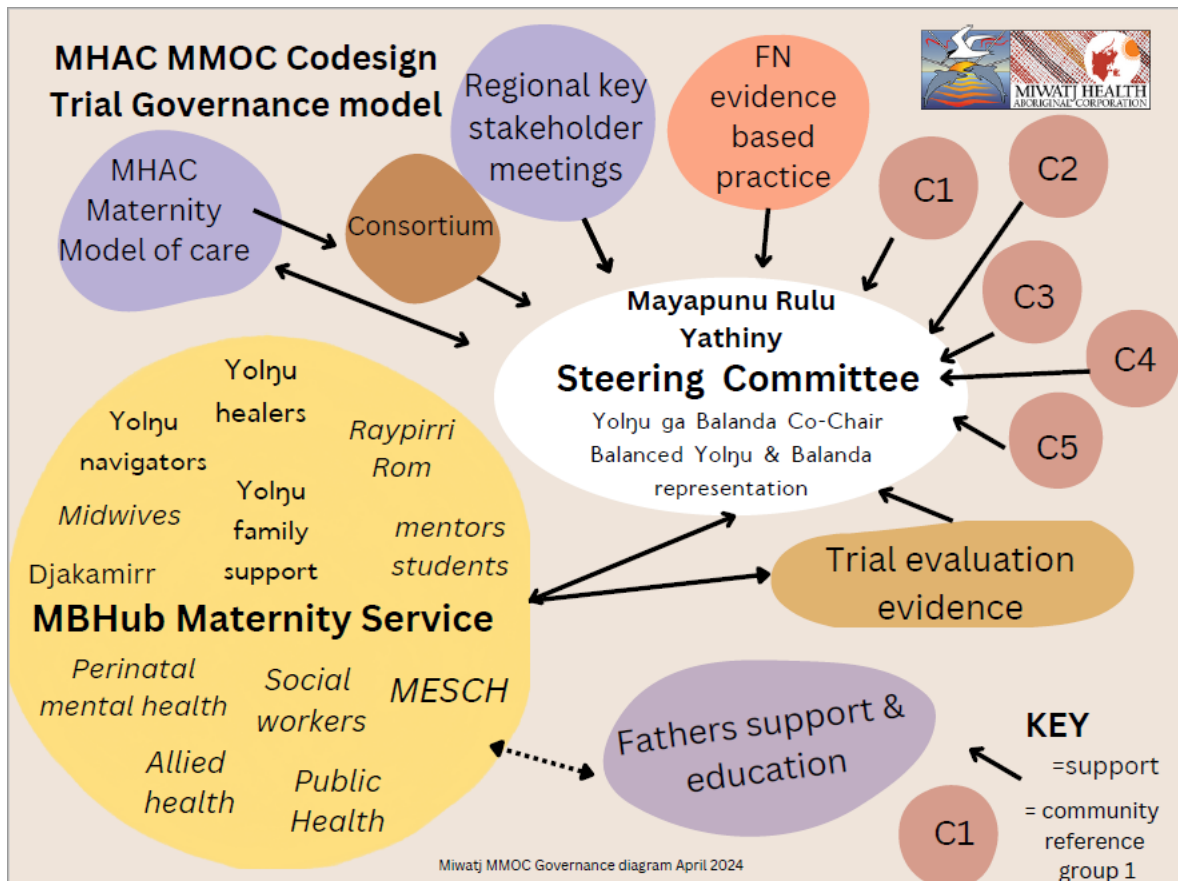 MHAC MMOC Codesign
Trial Governance model
Regional key
stakeholder
meetings
FN
evidence
based
practice
MIWATJ HEALTH
ABORIGINAL CORPORATION
MHAC
Maternity
Model of care
Consortium
C1
C2
C3
C4
C5
Mayapunu Rulu
Yathiny
Steering Committee
Yolŋu ga Balanda Co-Chair
Balanced Yolŋu & Balanda
representation
Yolŋu
healers
Yolŋu
navigators
Raypirri
Rom
Midwives
Yolŋu
family
support
mentors
students
Djakamirr
MBHub Maternity Service
Perinatal
mental health
Social
workers
MESCH
Allied
health
Public
Health
Trial evaluation
evidence
Fathers support &
education
KEY
=support
C1
= community
reference
group 1
Miwatj MMOC Governance diagram April 2024